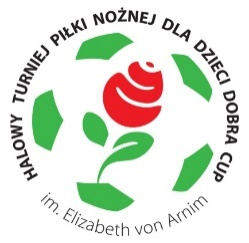 HALOWY TURNIEJ PIŁKI NOŻNEJ DLA DZIECI DOBRA CUP
im. Elizabeth von Arnim